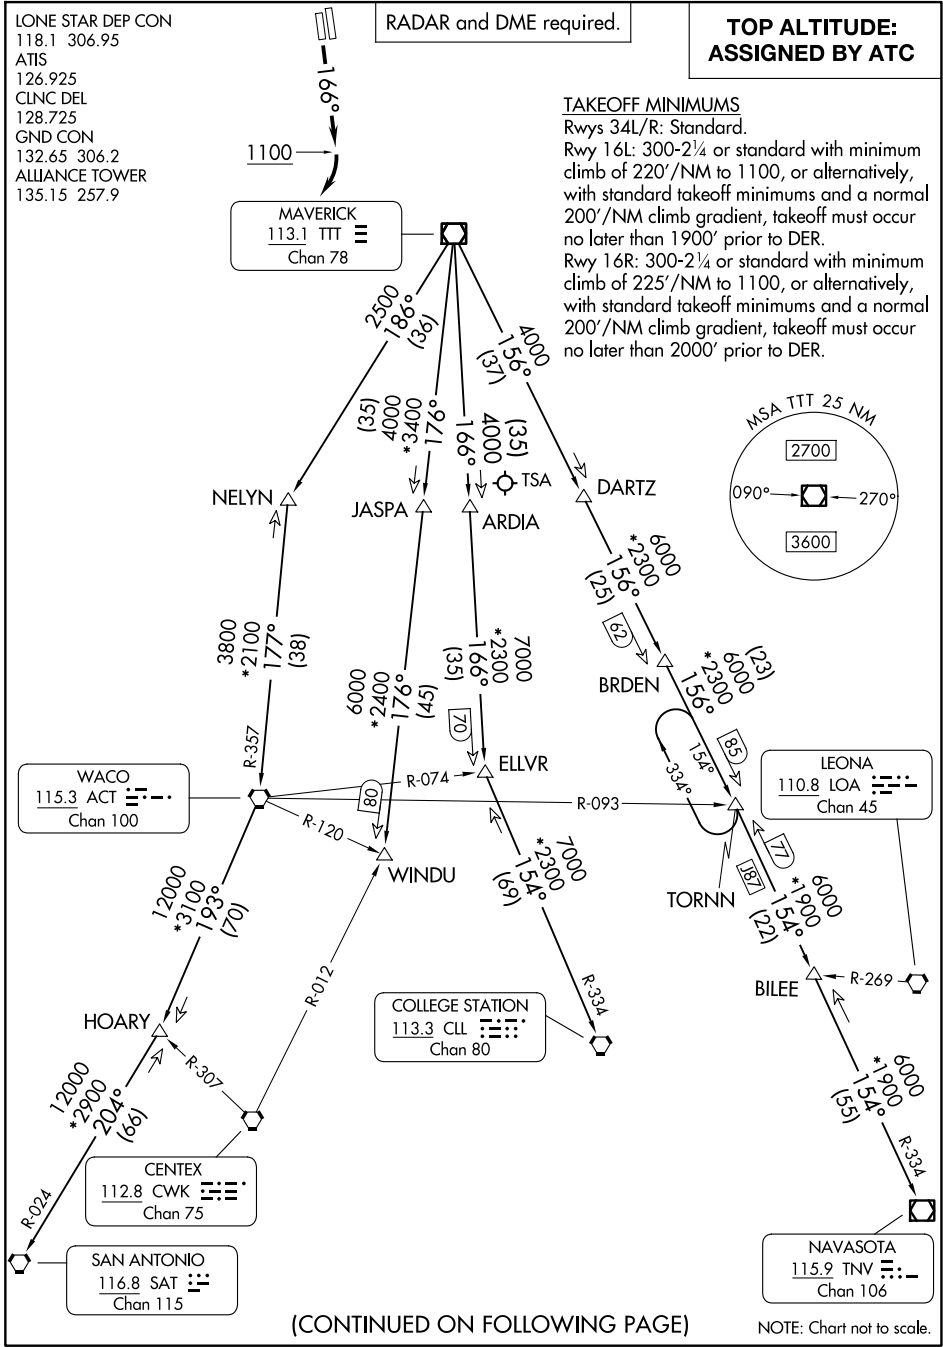 LONE STAR DEP CON
118.1 306.95
ATIS
126.925
CLNC DEL
128.725
GND CON
132.65 306.2
ALLIANCE TOWER
135.15 257.9
RADAR and DME required.
TOP ALTITUDE:
ASSIGNED BY ATC
TAKEOFF MINIMUMS
Rwys 34L/R: Standard.
Rwy 16L: 300-2¼ or standard with minimum
climb of 220'/NM to 1100, or alternatively,
with standard takeoff minimums and a normal
200'/NM climb gradient, takeoff must occur
no later than 1900' prior to DER.
Rwy 16R: 300-2¼ or standard with minimum
climb of 225'/NM to 1100, or alternatively,
with standard takeoff minimums and a normal
200'/NM climb gradient, takeoff must occur
no later than 2000' prior to DER.
166°
1100
MAVERICK
113.1 TTT
Chan 78
2500
186°
(36)
(35)
4000
*3400
176°
(35)
4000
166°
4000
156°
(37)
MSA TTT 25 NM
2700
090°
270°
3600
NELYN
JASPA
ARDIA
TSA
DARTZ
6000
*2300
156°
(25)
62
BRDEN
(23)
6000
*2300
156°
85
154°
334°
3800
*2100
177°
(38)
R-357
6000
*2400
176°
(45)
80
7000
*2300
166°
(35)
70
ELLVR
WACO
115.3 ACT
Chan 100
R-074
R-093
R-120
WINDU
LEONA
110.8 LOA
Chan 45
TORNN
77
J87
6000
*1900
154°
(22)
7000
*2300
154°
(69)
R-334
12000
*3100
193°
(70)
R-012
BILEE
R-269
HOARY
COLLEGE STATION
113.3 CLL
Chan 80
R-307
12000
*2900
204°
(66)
R-024
6000
*1900
154°
(55)
R-334
CENTEX
112.8 CWK
Chan 75
SAN ANTONIO
116.8 SAT
Chan 115
NAVASOTA
115.9 TNV
Chan 106
(CONTINUED ON FOLLOWING PAGE)
NOTE: Chart not to scale.